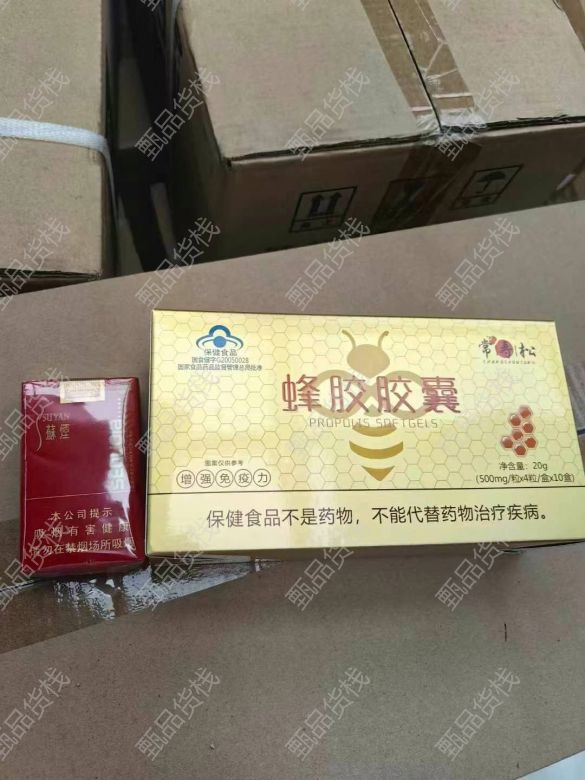 保健食品
国食健字G20050028
国家食品药品监督管理总局批准
常寿松
蜂胶胶囊
PROPOLIS SOFTGELS
图案仅供参考
增强免疫力
净含量：20g
(500mg/粒x4粒/盒x10盒)
保健食品不是药物，不能代替药物治疗疾病。
SUYAN
蘇煙
本公司提示
吸烟有害健康
请勿在禁烟场所吸烟
甄品货栈